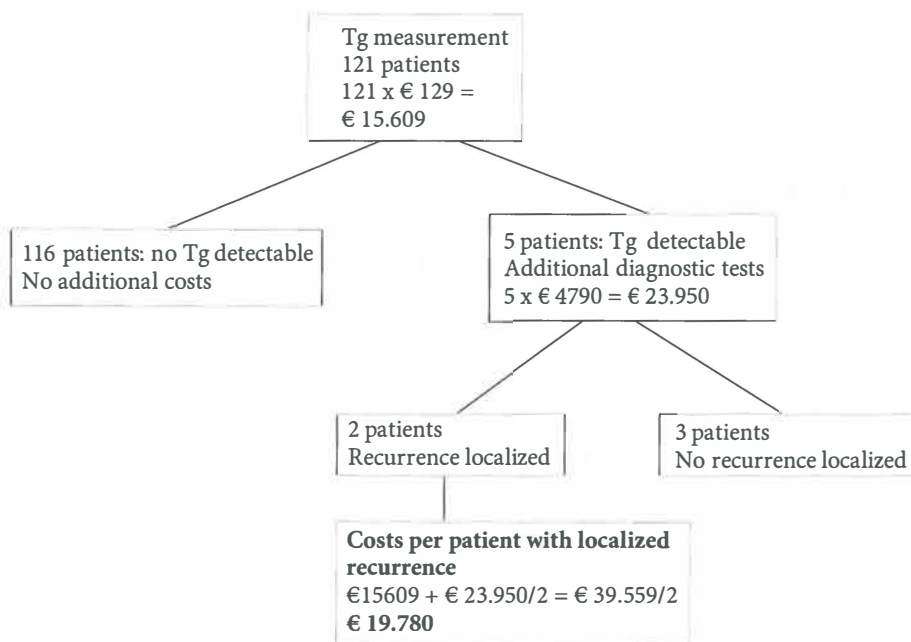 Tg measurement
121 patients
121 x € 129 =
€ 15.609
116 patients: no Tg detectable
No additional costs
5 patients: Tg detectable
Additional diagnostic tests
5 x € 4790 = € 23.950
2 patients
Recurrence localized
3 patients
No recurrence localized
Costs per patient with localized
recurrence
€15609 + € 23.950/2 = € 39.559/2
€ 19.780